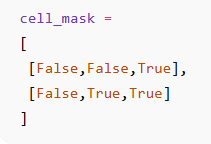 cell_mask =
[
[False,False,True],
[False,True,True]
]